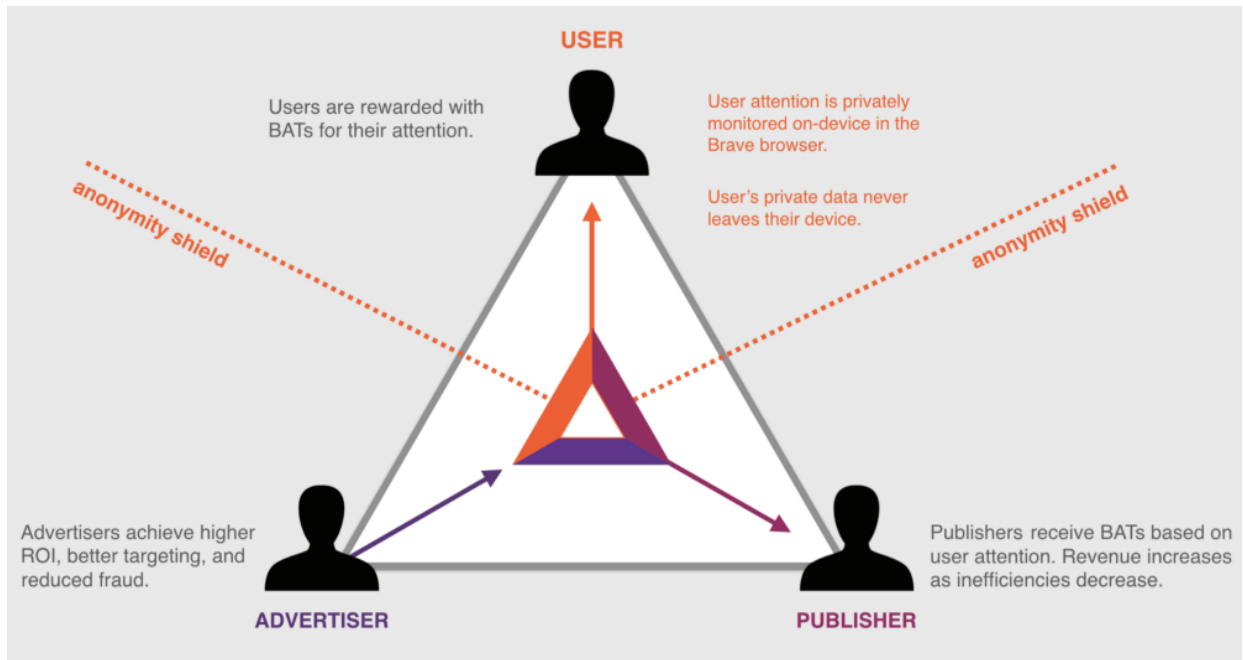 USER
Users are rewarded with
BATs for their attention.
User attention is privately
monitored on-device in the
Brave browser.
User's private data never
leaves their device.
anonymity shield
anonymity shield
Advertisers achieve higher
ROI, better targeting, and
reduced fraud.
ADVERTISER
Publishers receive BATs based on
user attention. Revenue increases
as inefficiencies decrease.
PUBLISHER